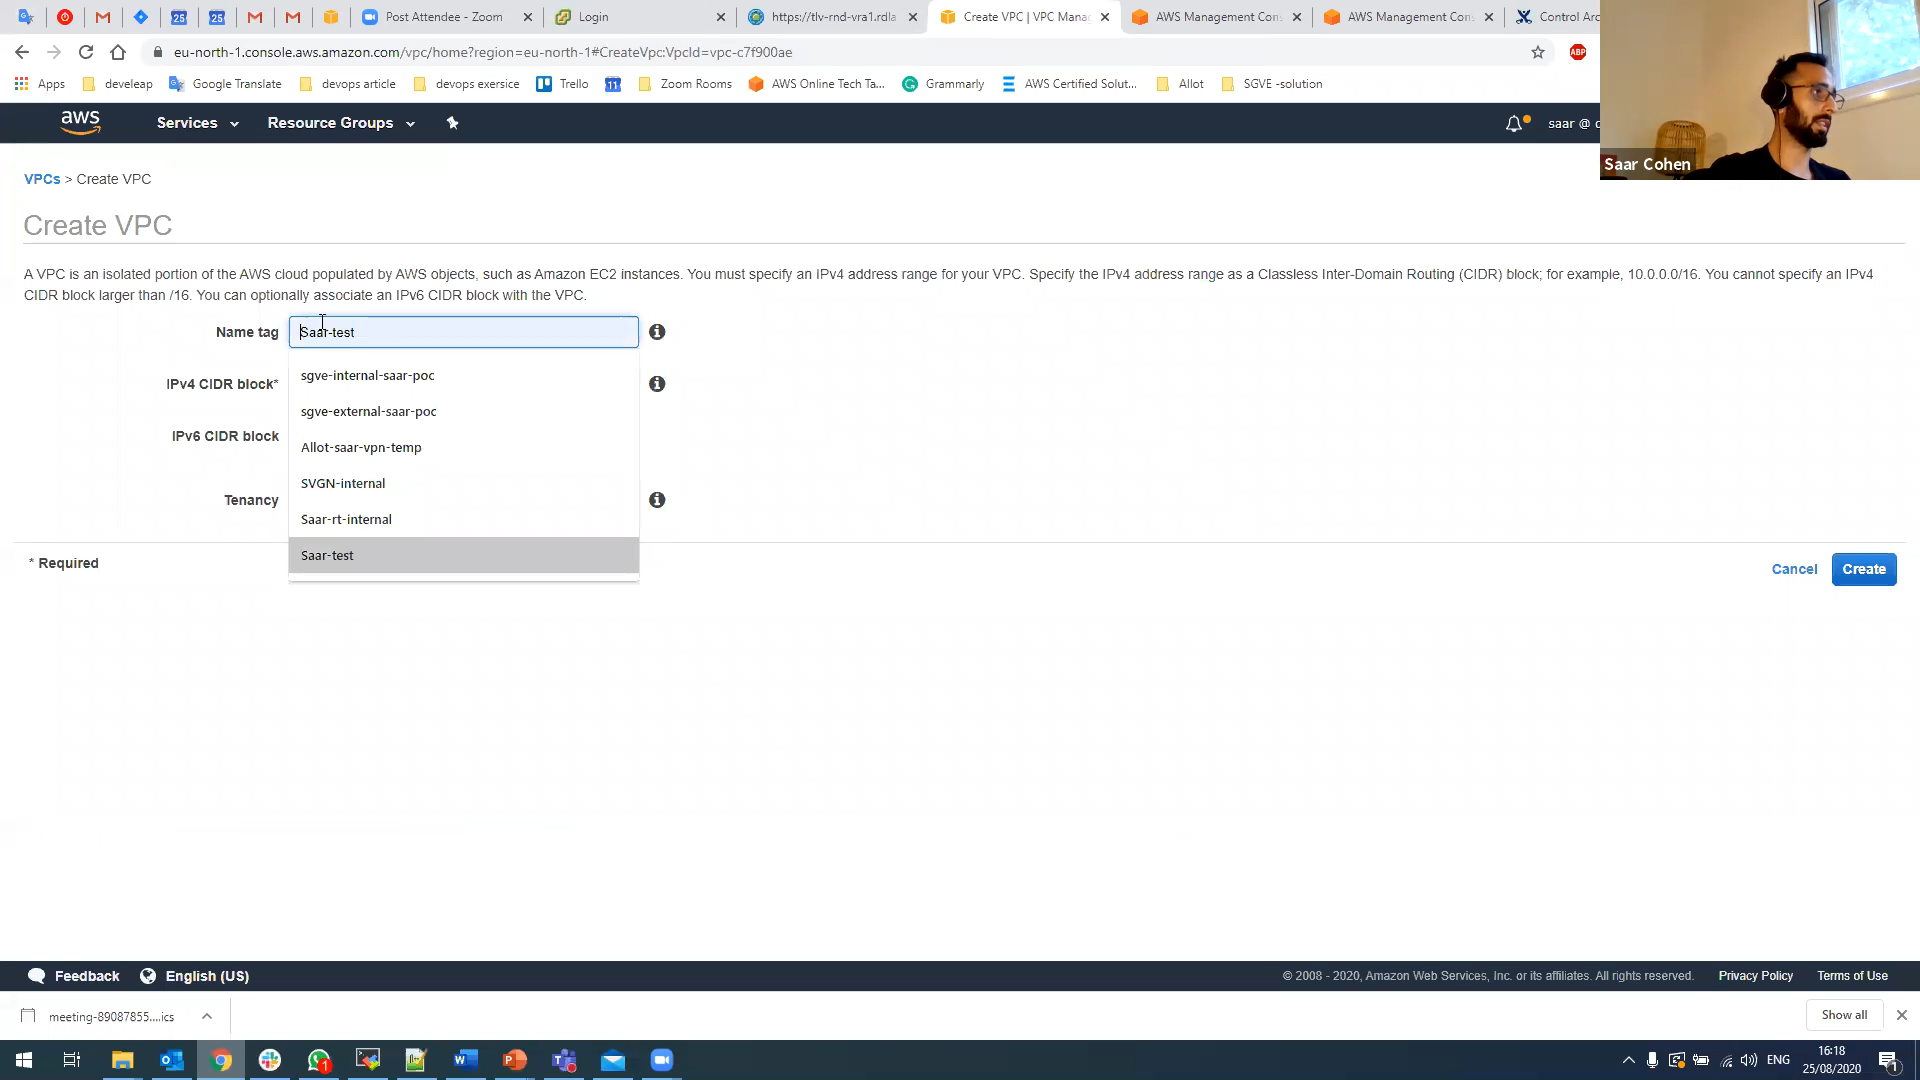 Post Attendee - Zoom
Login
https://tlv-rnd-vra1.rdla
Create VPC | VPC Mana
AWS Management Con
AWS Management Con
Control Arc
eu-north-1.console.aws.amazon.com/vpc/home?region=eu-north-1#CreateVpc:VpcId=vpc-c7f900ae
ABP
Apps
develeap
Google Translate
devops article
devops exersice
Trello
11
Zoom Rooms
AWS Online Tech Ta...
Grammarly
AWS Certified Solut...
Allot
SGVE -solution
aws
Services
Resource Groups
saar @
Saar Cohen
VPCs > Create VPC
Create VPC
A VPC is an isolated portion of the AWS cloud populated by AWS objects, such as Amazon EC2 instances. You must specify an IPv4 address range for your VPC. Specify the IPv4 address range as a Classless Inter-Domain Routing (CIDR) block; for example, 10.0.0.0/16. You cannot specify an IPv4
CIDR block larger than /16. You can optionally associate an IPv6 CIDR block with the VPC.
Name tag
Saar-test
sgve-internal-saar-poc
IPv4 CIDR block*
sgve-external-saar-poc
IPv6 CIDR block
Allot-saar-vpn-temp
SVGN-internal
Tenancy
Saar-rt-internal
Saar-test
* Required
Cancel
Create
Feedback
English (US)
© 2008 - 2020, Amazon Web Services, Inc. or its affiliates. All rights reserved.
Privacy Policy
Terms of Use
meeting-89087855....ics
Show all
ENG
16:18
25/08/2020